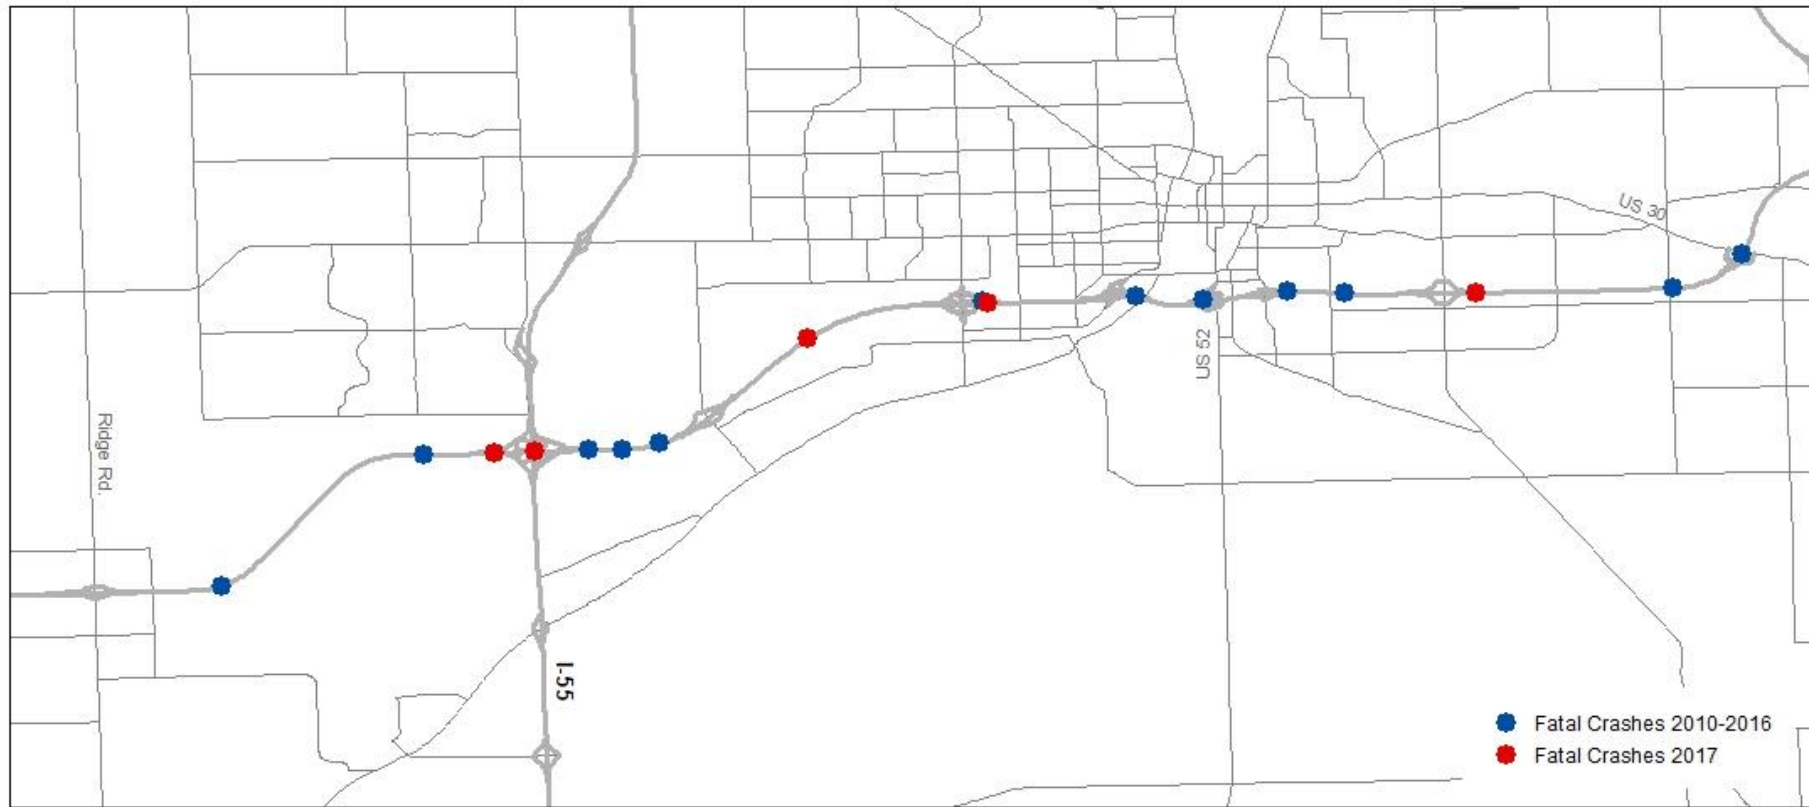 US 30
US 52
Ridge Rd.
I-55
Fatal Crashes 2010-2016
Fatal Crashes 2017